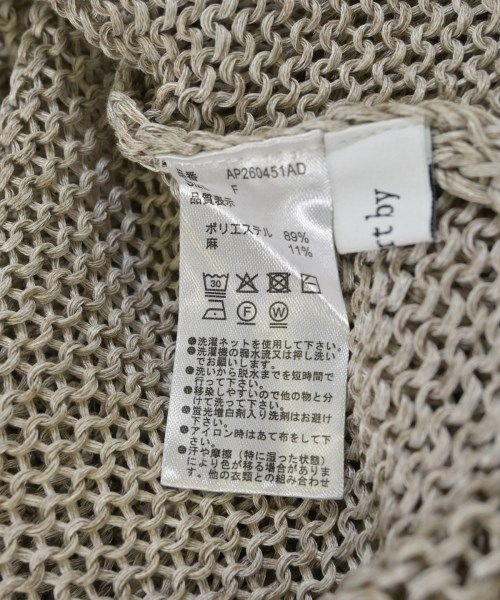 品番 AP260451AD
F
品質表示
ポリエステル 89%
麻 11%
30
F W
●洗濯ネットを使用して下さい。
●洗濯機の弱水流又は押し洗い
でお願いします。
●洗いから脱水までを短時間で
行って下さい。
●移染しやすいので他の物と分
けて洗って下さい。
●蛍光増白剤入り洗剤はお避け
下さい。
●アイロン時はあて布をして下
さい。
●汗や摩擦（特に湿った状態）
により色が移る場合がありま
す。他の衣類との組み合わせ
rt by